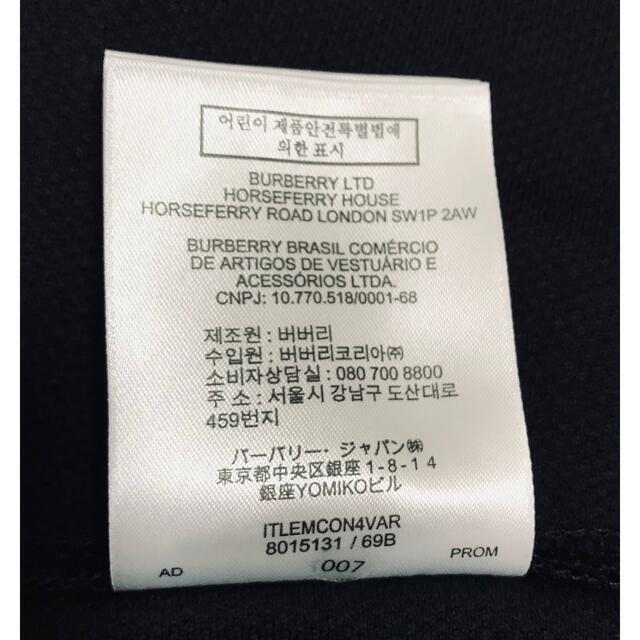 어린이 제품안전특별법에
의한 표시
BURBERRY LTD
HORSEFERRY HOUSE
HORSEFERRY ROAD LONDON SW1P 2AW
BURBERRY BRASIL COMÉRCIO
DE ARTIGOS DE VESTUÁRIO E
ACESSÓRIOS LTDA.
CNPJ: 10.770.518/0001-68
제조원 : 버버리
수입원 : 버버리코리아㈜
소비자상담실 : 080 700 8800
주 소 : 서울시 강남구 도산대로
459번지
バーバリー・ジャパン㈱
東京都中央区銀座1-8-14
銀座YOMIKOビル
ITLEMCON4VAR
8015131 / 69B
AD 007 PROM